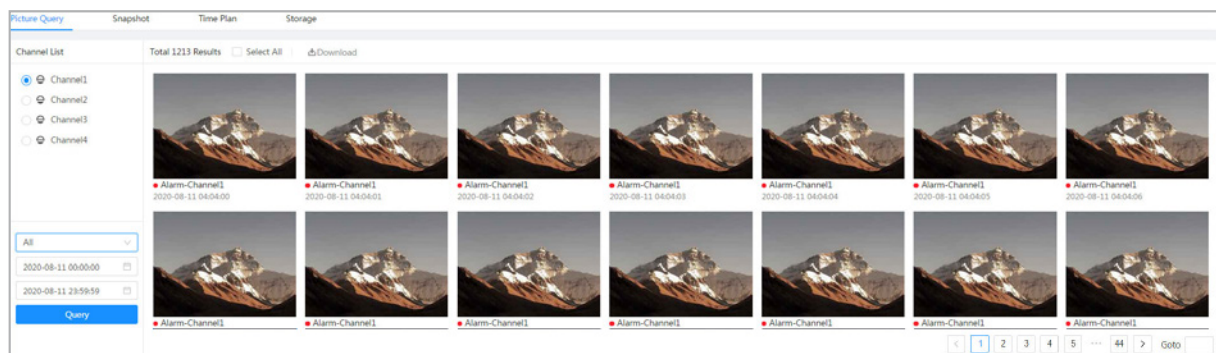 Picture Query Snapshot Time Plan Storage
Channel List Total 1213 Results Select All Download
Channel1
Channel2
Channel3
Channel4
Alarm-Channel1 Alarm-Channel1 Alarm-Channel1 Alarm-Channel1 Alarm-Channel1 Alarm-Channel1 Alarm-Channel1
2020-08-11 04:04:00 2020-08-11 04:04:01 2020-08-11 04:04:02 2020-08-11 04:04:03 2020-08-11 04:04:04 2020-08-11 04:04:05 2020-08-11 04:04:06
All
2020-08-11 00:00:00
2020-08-11 23:59:59
Query
Alarm-Channel1 Alarm-Channel1 Alarm-Channel1 Alarm-Channel1 Alarm-Channel1 Alarm-Channel1 Alarm-Channel1
< 1 2 3 4 5 ··· 44 > Goto